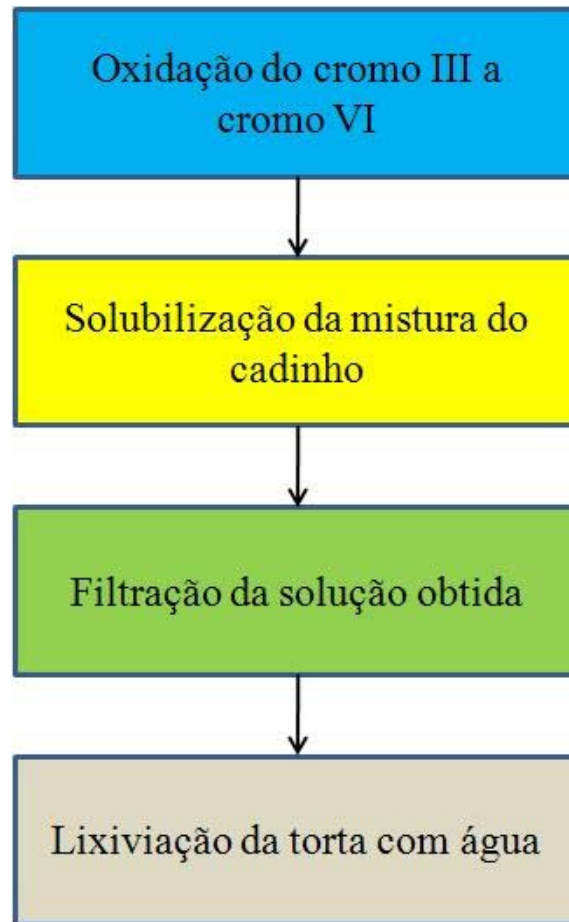 Oxidação do cromo III a
cromo VI
Solubilização da mistura do
cadinho
Filtração da solução obtida
Lixiviação da torta com água